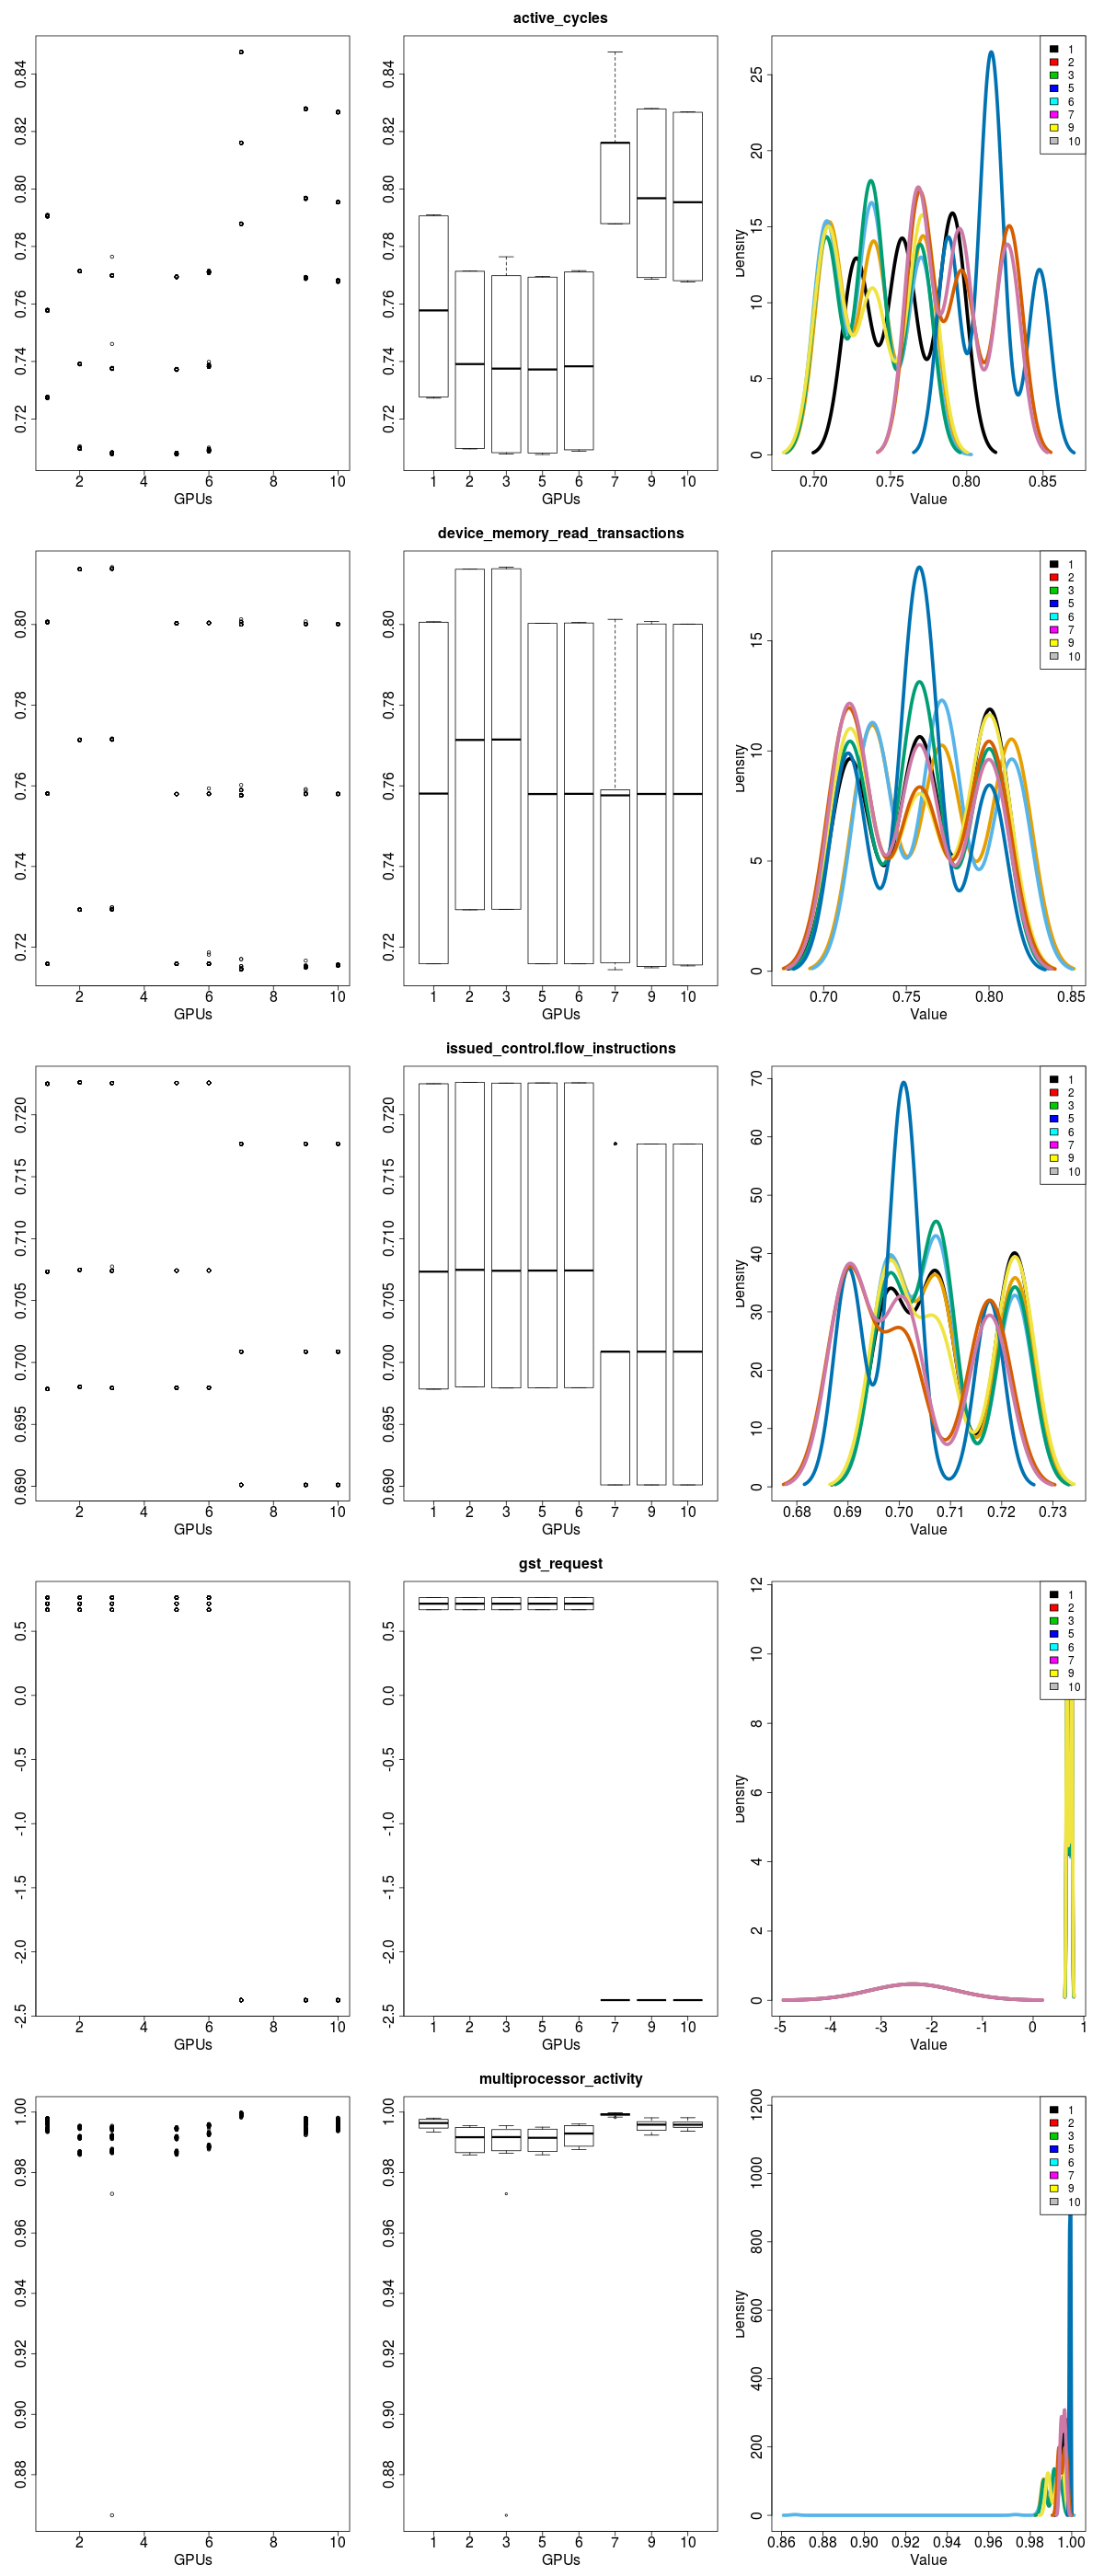 active_cycles
0.72 0.74 0.76 0.78 0.80 0.82 0.84
2 4 6 8 10
GPUs
0.72 0.74 0.76 0.78 0.80 0.82 0.84
1 2 3 5 6 7 9 10
GPUs
Density
0 5 10 15 20 25
0.70 0.75 0.80 0.85
Value
1
2
3
5
6
7
9
10
device_memory_read_transactions
0.72 0.74 0.76 0.78 0.80
2 4 6 8 10
GPUs
0.72 0.74 0.76 0.78 0.80
1 2 3 5 6 7 9 10
GPUs
Density
0 5 10 15
0.70 0.75 0.80 0.85
Value
1
2
3
5
6
7
9
10
issued_control.flow_instructions
0.690 0.695 0.700 0.705 0.710 0.715 0.720
2 4 6 8 10
GPUs
0.690 0.695 0.700 0.705 0.710 0.715 0.720
1 2 3 5 6 7 9 10
GPUs
Density
0 10 20 30 40 50 60 70
0.68 0.69 0.70 0.71 0.72 0.73
Value
1
2
3
5
6
7
9
10
gst_request
-2.5 -2.0 -1.5 -1.0 -0.5 0.0 0.5
2 4 6 8 10
GPUs
-2.5 -2.0 -1.5 -1.0 -0.5 0.0 0.5
1 2 3 5 6 7 9 10
GPUs
Density
0 2 4 6 8 10 12
-5 -4 -3 -2 -1 0 1
Value
1
2
3
5
6
7
9
10
multiprocessor_activity
0.88 0.90 0.92 0.94 0.96 0.98 1.00
2 4 6 8 10
GPUs
0.88 0.90 0.92 0.94 0.96 0.98 1.00
1 2 3 5 6 7 9 10
GPUs
Density
0 200 400 600 800 1000 1200
0.86 0.88 0.90 0.92 0.94 0.96 0.98 1.00
Value
1
2
3
5
6
7
9
10